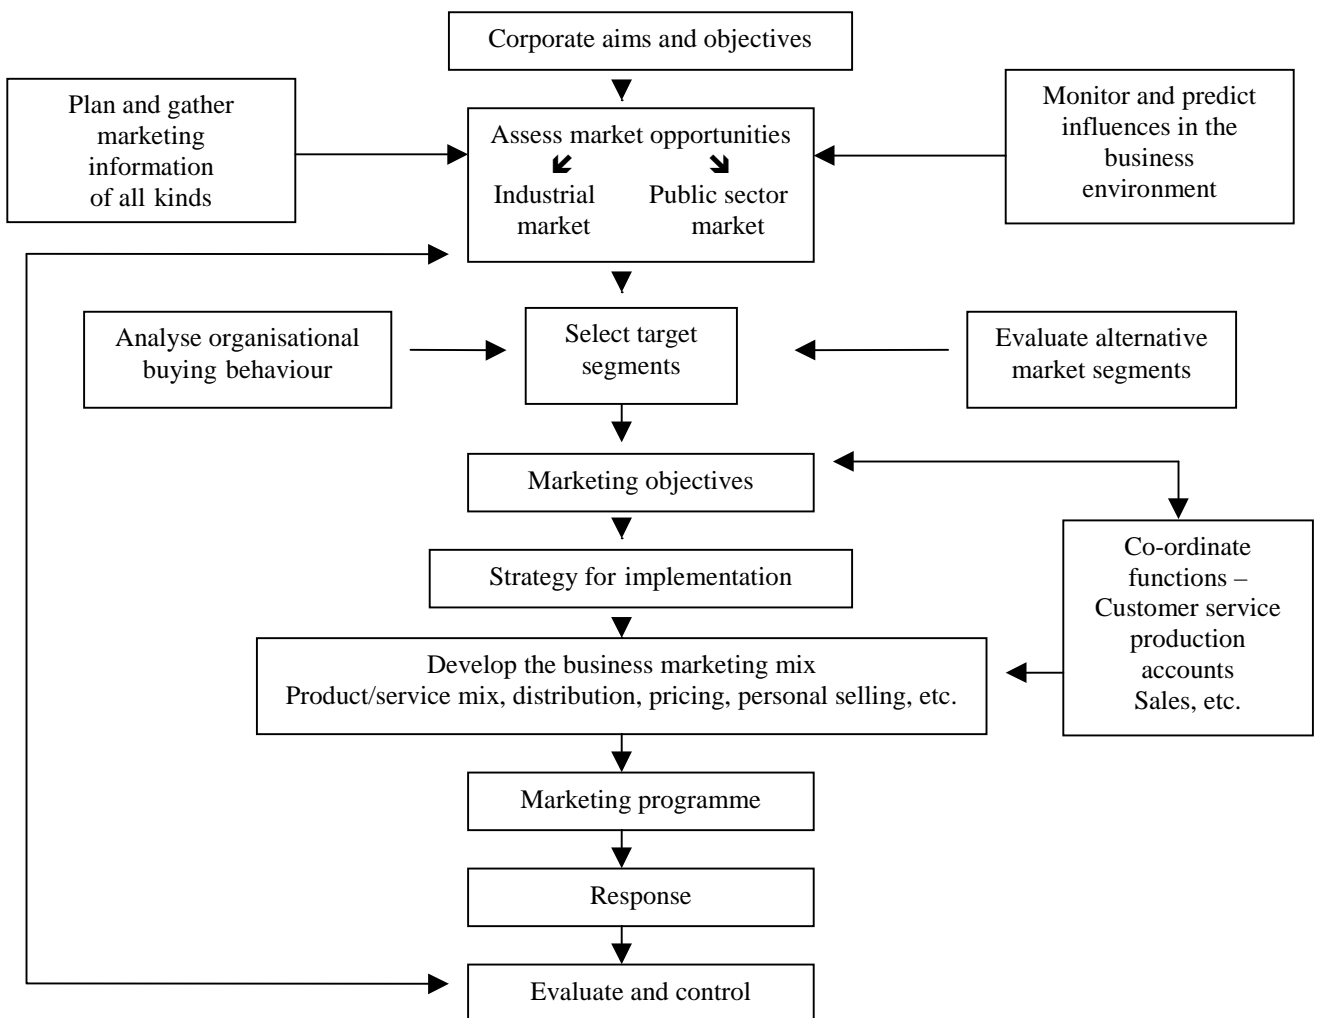 Corporate aims and objectives
Plan and gather
marketing
information
of all kinds
Assess market opportunities
Industrial
market
Public sector
market
Monitor and predict
influences in the
business
environment
Analyse organisational
buying behaviour
Select target
segments
Evaluate alternative
market segments
Marketing objectives
Strategy for implementation
Co-ordinate
functions –
Customer service
production
accounts
Sales, etc.
Develop the business marketing mix
Product/service mix, distribution, pricing, personal selling, etc.
Marketing programme
Response
Evaluate and control